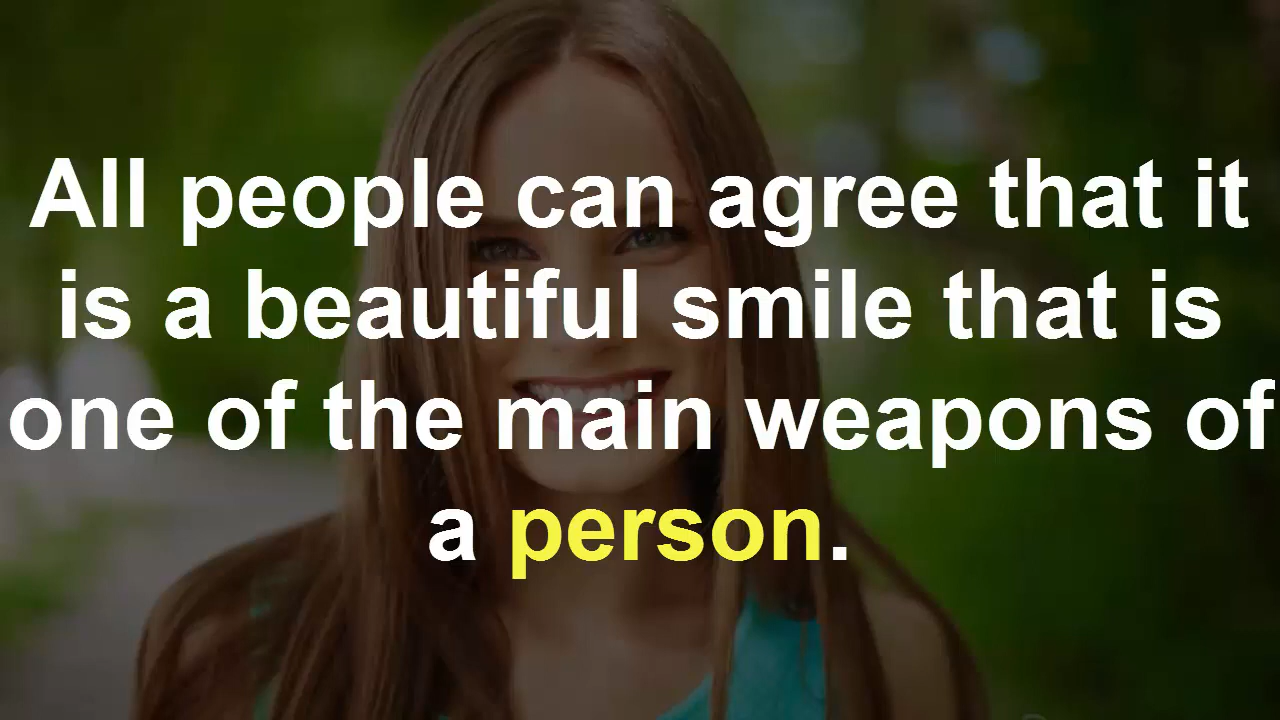 All people can agree that it
is a beautiful smile that is
one of the main weapons of
a person.